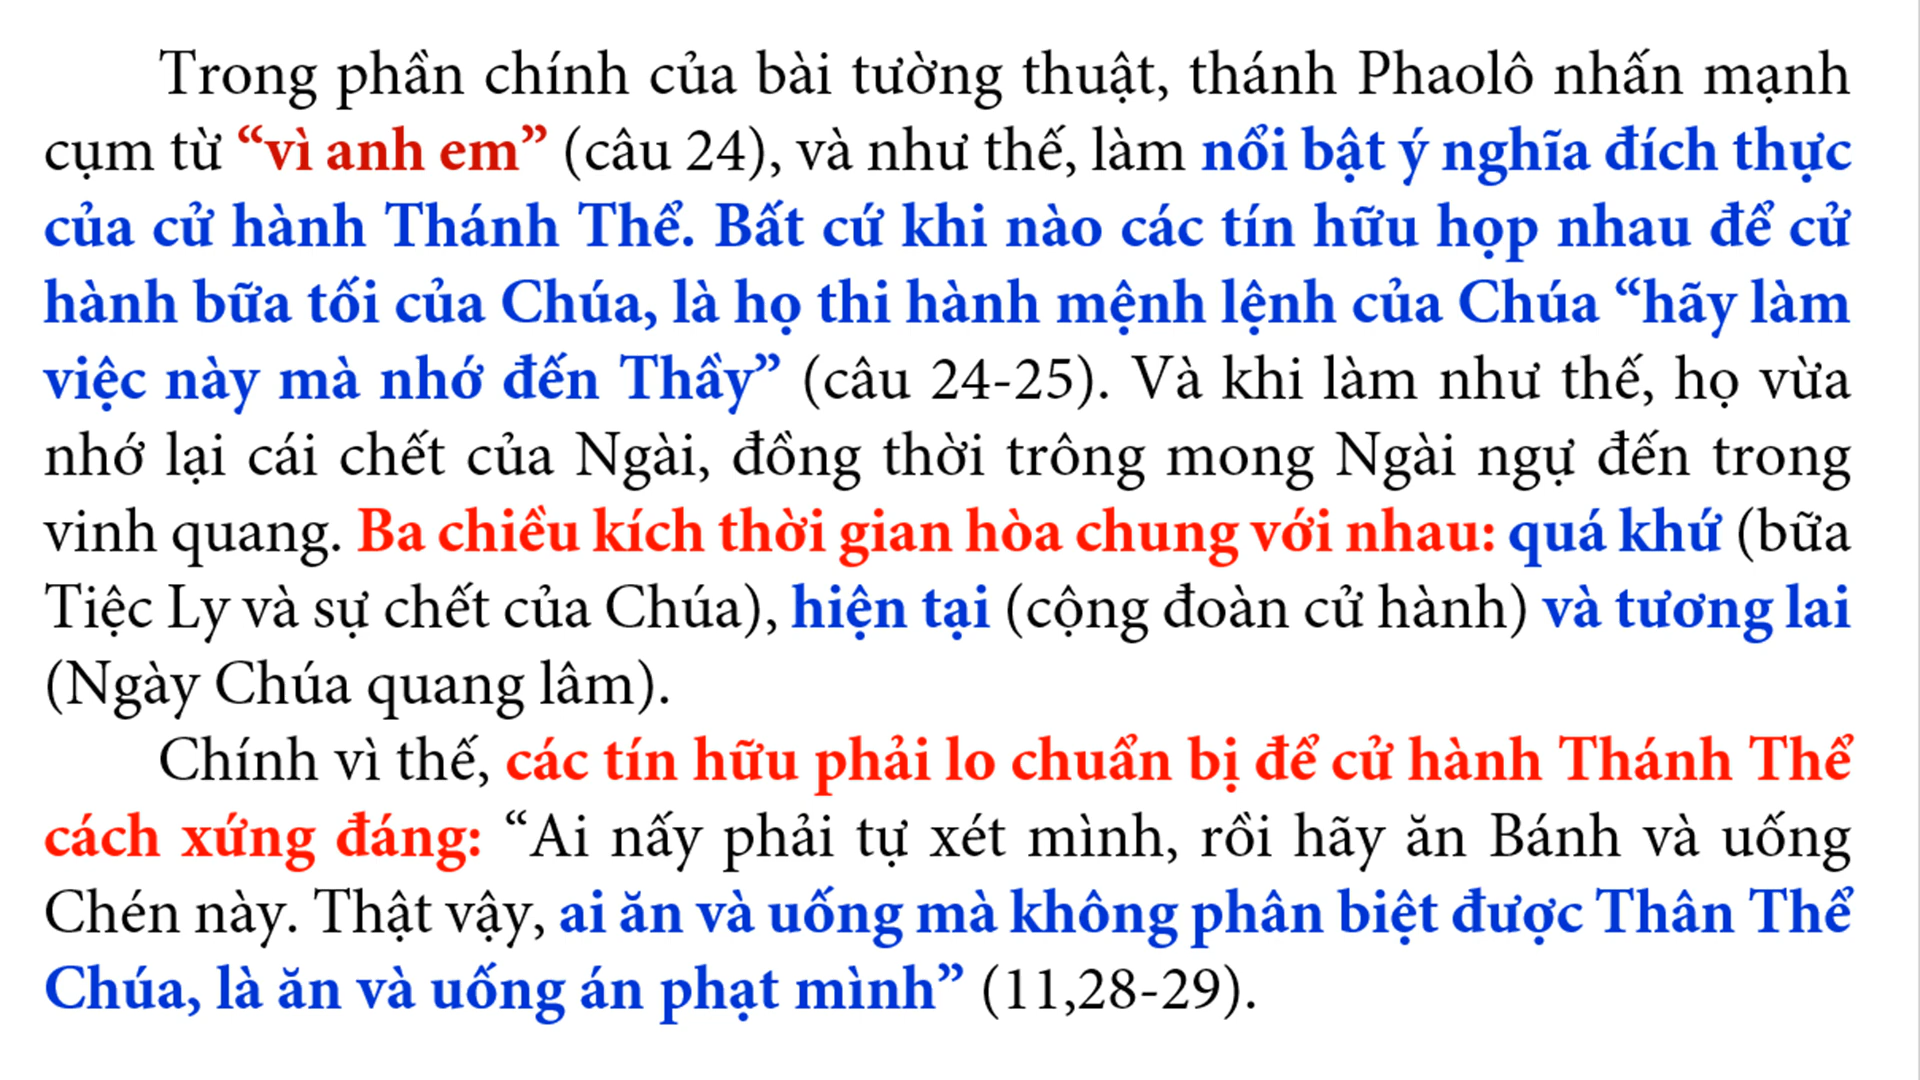 Trong phần chính của bài tường thuật, thánh Phaolô nhấn mạnh
cụm từ “vì anh em” (câu 24), và như thế, làm nổi bật ý nghĩa đích thực
của cử hành Thánh Thể. Bất cứ khi nào các tín hữu họp nhau để cử
hành bữa tối của Chúa, là họ thi hành mệnh lệnh của Chúa “hãy làm
việc này mà nhớ đến Thầy” (câu 24-25). Và khi làm như thế, họ vừa
nhớ lại cái chết của Ngài, đồng thời trông mong Ngài ngự đến trong
vinh quang. Ba chiều kích thời gian hòa chung với nhau: quá khứ (bữa
Tiệc Ly và sự chết của Chúa), hiện tại (cộng đoàn cử hành) và tương lai
(Ngày Chúa quang lâm).
Chính vì thế, các tín hữu phải lo chuẩn bị để cử hành Thánh Thể
cách xứng đáng: “Ai nấy phải tự xét mình, rồi hãy ăn Bánh và uống
Chén này. Thật vậy, ai ăn và uống mà không phân biệt được Thân Thể
Chúa, là ăn và uống án phạt mình” (11,28-29).